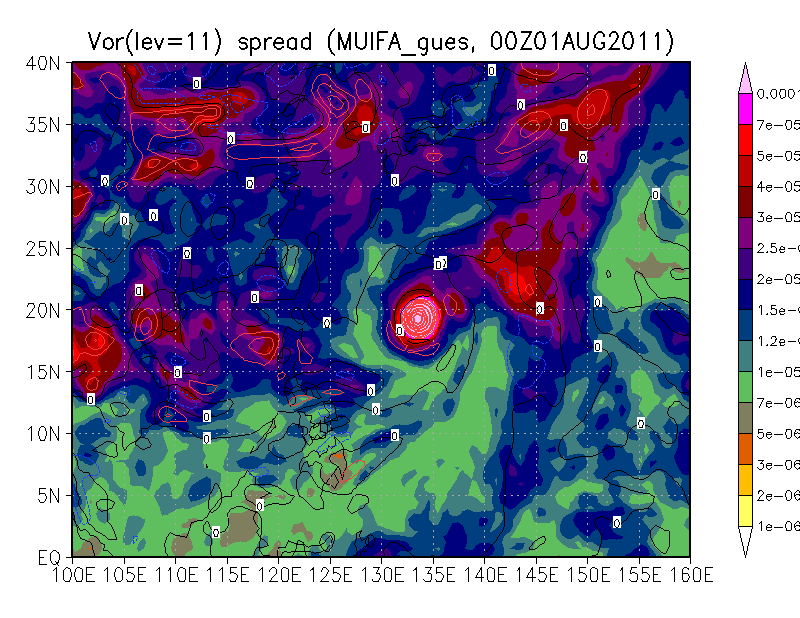 Vor(lev=11) spread (MUIFA_gues, 00Z01AUG2011)
40N
35N
30N
25N
20N
15N
10N
5N
EQ
100E 105E 110E 115E 120E 125E 130E 135E 140E 145E 150E 155E 160E
0.0001
7e-05
5e-05
4e-05
3e-05
2.5e-0
2e-05
1.5e-0
1.2e-0
1e-05
7e-06
5e-06
3e-06
2e-06
1e-06